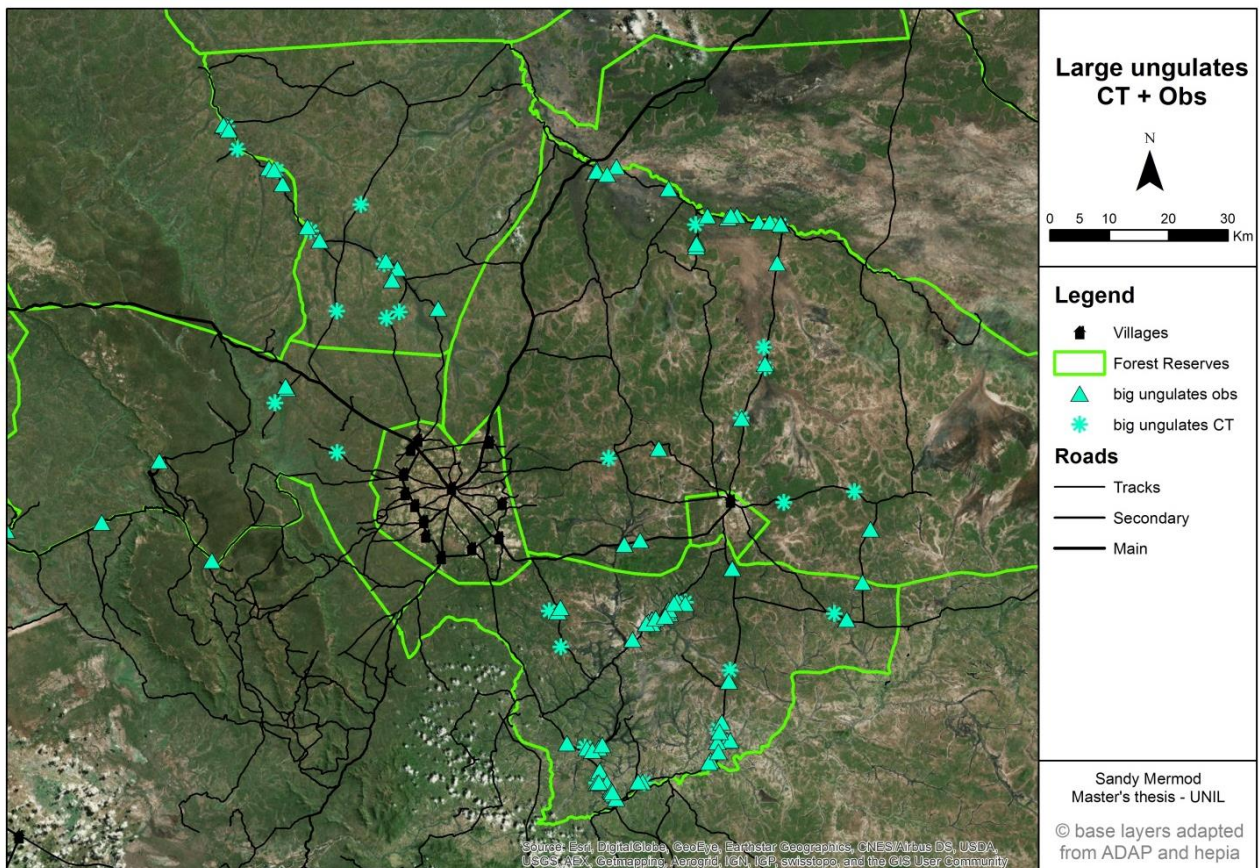 Large ungulates
CT + Obs
N
0 5 10 20 30
Km
Legend
Villages
Forest Reserves
big ungulates obs
big ungulates CT
Roads
Tracks
Secondary
Main
Sandy Mermod
Master's thesis - UNIL
© base layers adapted
from ADAP and hepia
Source: Esri, DigitalGlobe, GeoEye, Earthstar Geographics, CNES/Airbus DS, USDA,
USGS, AEX, Getmapping, Aerogrid, IGN, IGP, swisstopo, and the GIS User Community